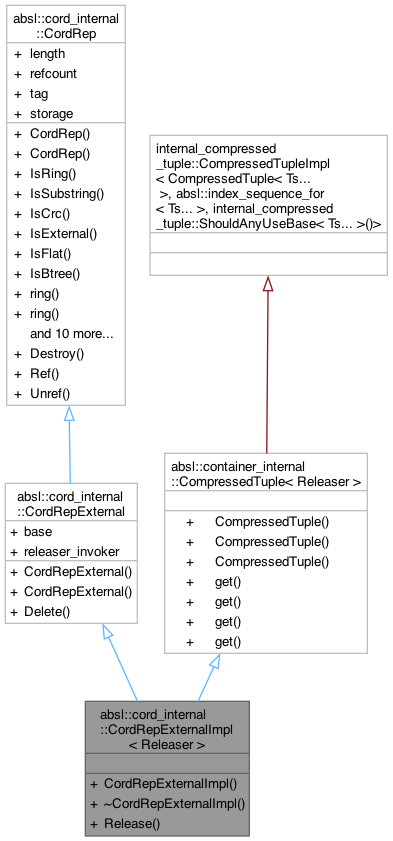 absl::cord_internal
::CordRep
+ length
+ refcount
+ tag
+ storage
+ CordRep()
+ CordRep()
+ IsRing()
+ IsSubstring()
+ IsCrc()
+ IsExternal()
+ IsFlat()
+ IsBtree()
+ ring()
+ ring()
and 10 more...
+ Destroy()
+ Ref()
+ Unref()
internal_compressed
_tuple::CompressedTupleImpl
< CompressedTuple< Ts...
>, absl::index_sequence_for
< Ts... >, internal_compressed
_tuple::ShouldAnyUseBase< Ts... >()>
absl::cord_internal
::CordRepExternal
+ base
+ releaser_invoker
+ CordRepExternal()
+ CordRepExternal()
+ Delete()
absl::container_internal
::CompressedTuple< Releaser >
+ CompressedTuple()
+ CompressedTuple()
+ CompressedTuple()
+ get()
+ get()
+ get()
+ get()
absl::cord_internal
::CordRepExternalImpl
< Releaser >
+ CordRepExternalImpl()
+ ~CordRepExternalImpl()
+ Release()